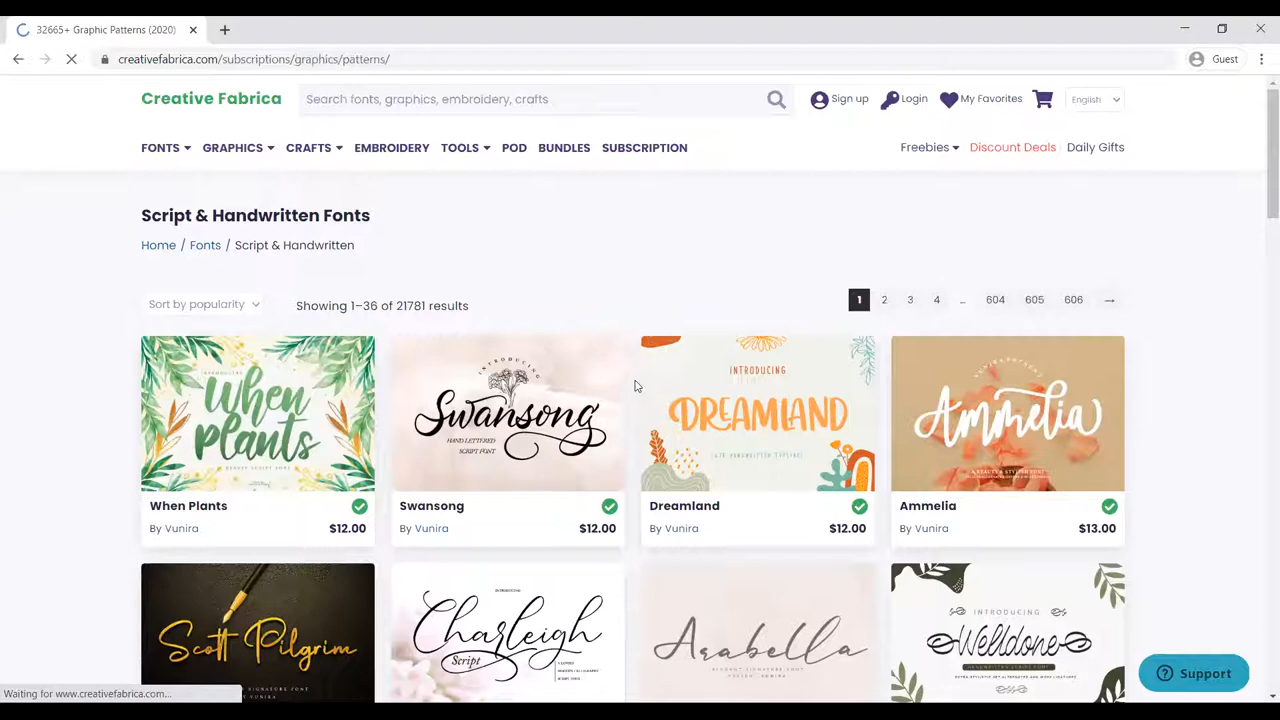 32665+ Graphic Patterns (2020)
creativefabrica.com/subscriptions/graphics/patterns/
Guest
Creative Fabrica
Search fonts, graphics, embroidery, crafts
Sign up
Login
My Favorites
English
FONTS GRAPHICS CRAFTS EMBROIDERY TOOLS POD BUNDLES SUBSCRIPTION
Freebies Discount Deals Daily Gifts
Script & Handwritten Fonts
Home / Fonts / Script & Handwritten
Sort by popularity
Showing 1–36 of 21781 results
1 2 3 4 ... 604 605 606 →
When
Plants
INTRODUCING
Swansong
HAND LETTERED
SCRIPT FONT
INTRODUCING
DREAMLAND
Ammelia
When Plants
By Vunira
$12.00
Swansong
By Vunira
$12.00
Dreamland
By Vunira
$12.00
Ammelia
By Vunira
$13.00
Scott Pilgrim
SIGNATURE FONT
Charleigh
Script
Arabella
INTRODUCING
Welldone
Support
Waiting for www.creativefabrica.com...